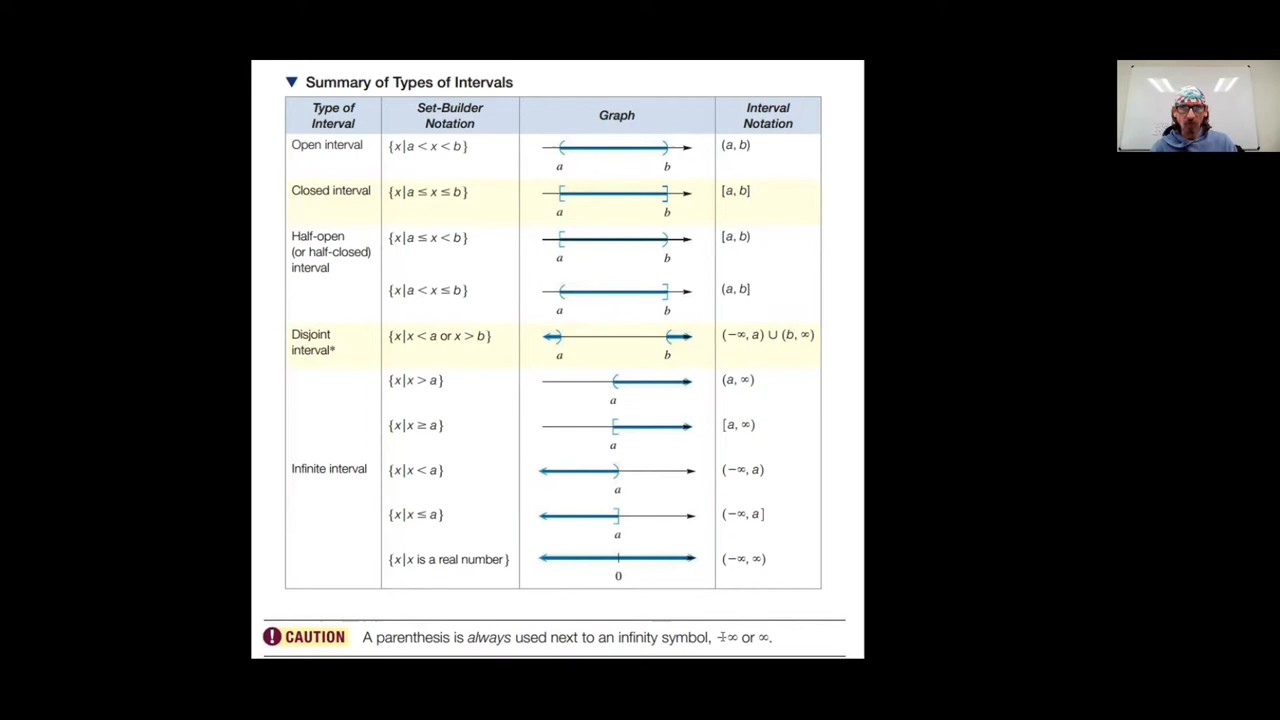 ▼ Summary of Types of Intervals
Type of Interval	Set-Builder Notation	Graph	Interval Notation
Open interval	{x|a < x < b}	a b	(a, b)
Closed interval	{x|a ≤ x ≤ b}	a b	[a, b]
Half-open (or half-closed) interval	{x|a ≤ x < b}	a b	[a, b)
{x|a < x ≤ b}	a b	(a, b]
Disjoint interval*	{x|x < a or x > b}	a b	(−∞, a) ∪ (b, ∞)
{x|x > a}	a	(a, ∞)
{x|x ≥ a}	a	[a, ∞)
Infinite interval	{x|x < a}	a	(−∞, a)
{x|x ≤ a}	a	(−∞, a]
{x|x is a real number}	0	(−∞, ∞)
! CAUTION A parenthesis is always used next to an infinity symbol, −∞ or ∞.